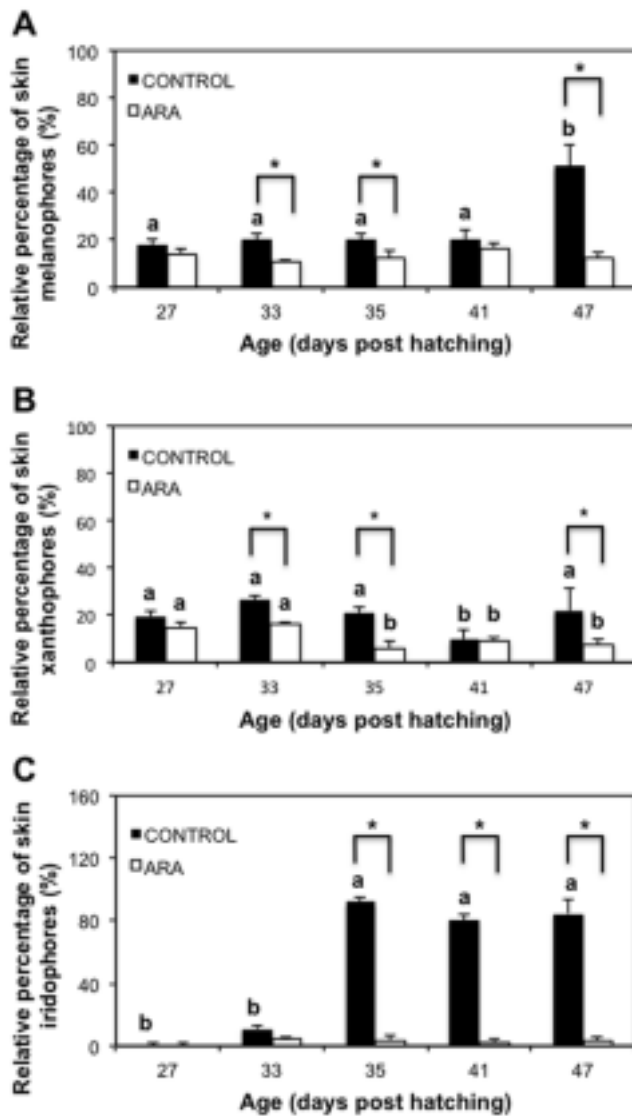 A
Relative percentage of skin
melanophores (%)
100
80
60
40
20
0
CONTROL
ARA
a
a
*
a
*
a
b
*
27 33 35 41 47
Age (days post hatching)
B
Relative percentage of skin
xanthophores (%)
100
80
60
40
20
0
CONTROL
ARA
a a
a a
*
a b
*
b b
a b
*
27 33 35 41 47
Age (days post hatching)
C
Relative percentage of skin
iridophores (%)
160
120
80
40
0
CONTROL
ARA
b
b
a
*
a
*
a
*
27 33 35 41 47
Age (days post hatching)